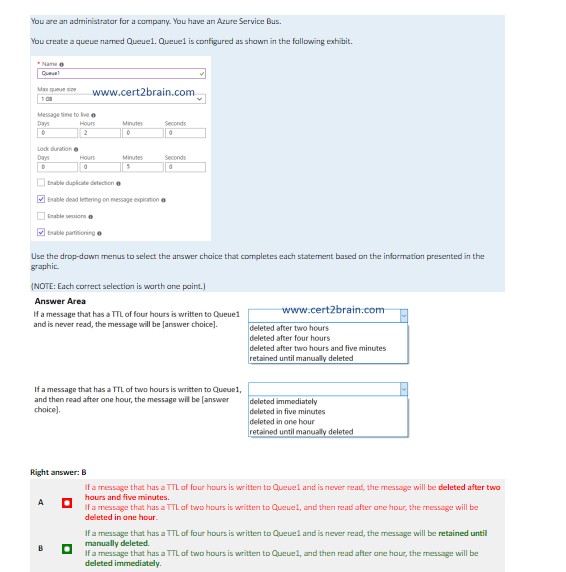 You are an administrator for a company. You have an Azure Service Bus.
You create a queue named Queue1. Queue1 is configured as shown in the following exhibit.
* Name
Queue1
Max queue size
www.cert2brain.com
1 GB
Message time to live
Days Hours Minutes Seconds
0 2 0 0
Lock duration
Days Hours Minutes Seconds
0 0 5 0
Enable duplicate detection
Enable dead lettering on message expiration
Enable sessions
Enable partitioning
Use the drop-down menus to select the answer choice that completes each statement based on the information presented in the
graphic.
(NOTE: Each correct selection is worth one point.)
Answer Area
If a message that has a TTL of four hours is written to Queue1
and is never read, the message will be [answer choice].
www.cert2brain.com
deleted after two hours
deleted after four hours
deleted after two hours and five minutes
retained until manually deleted
If a message that has a TTL of two hours is written to Queue1,
and then read after one hour, the message will be [answer
choice].
deleted immediately
deleted in five minutes
deleted in one hour
retained until manually deleted
Right answer: B
A
If a message that has a TTL of four hours is written to Queue1 and is never read, the message will be deleted after two
hours and five minutes.
If a message that has a TTL of two hours is written to Queue1, and then read after one hour, the message will be
deleted in one hour.
B
If a message that has a TTL of four hours is written to Queue1 and is never read, the message will be retained until
manually deleted.
If a message that has a TTL of two hours is written to Queue1, and then read after one hour, the message will be
deleted immediately.